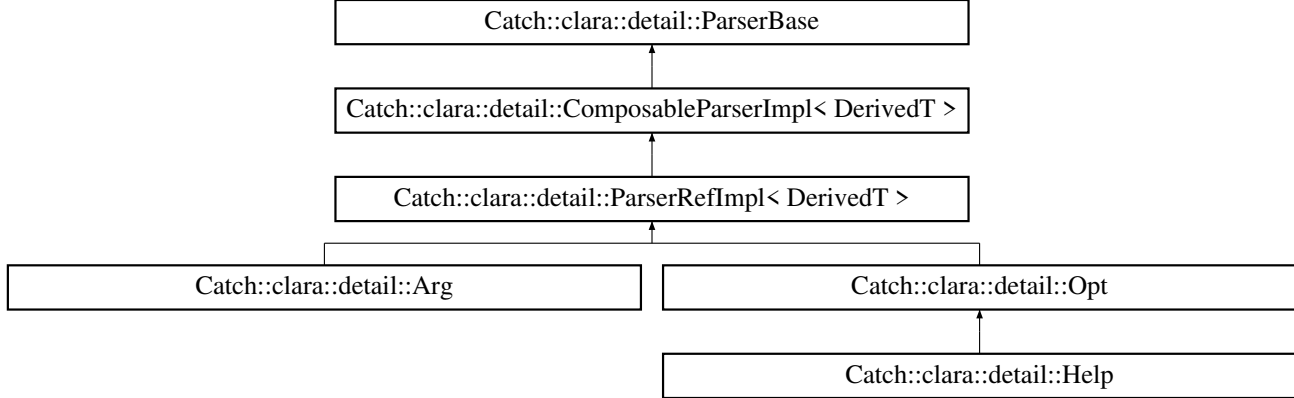 Catch::clara::detail::ParserBase
Catch::clara::detail::ComposableParserImpl< DerivedT >
Catch::clara::detail::ParserRefImpl< DerivedT >
Catch::clara::detail::Arg
Catch::clara::detail::Opt
Catch::clara::detail::Help